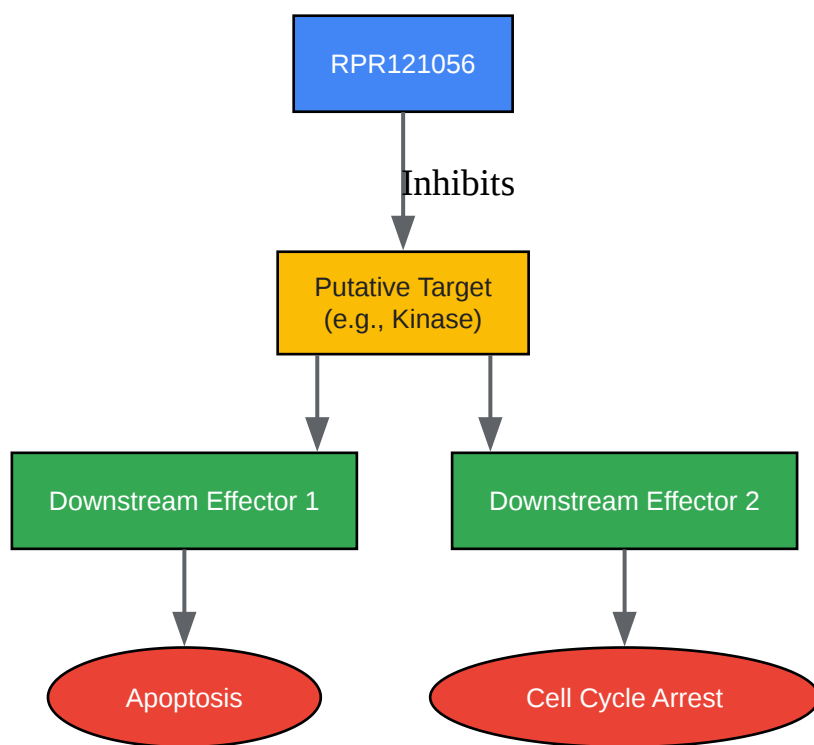 RPR121056
Inhibits
Putative Target
(e.g., Kinase)
Downstream Effector 1
Downstream Effector 2
Apoptosis
Cell Cycle Arrest